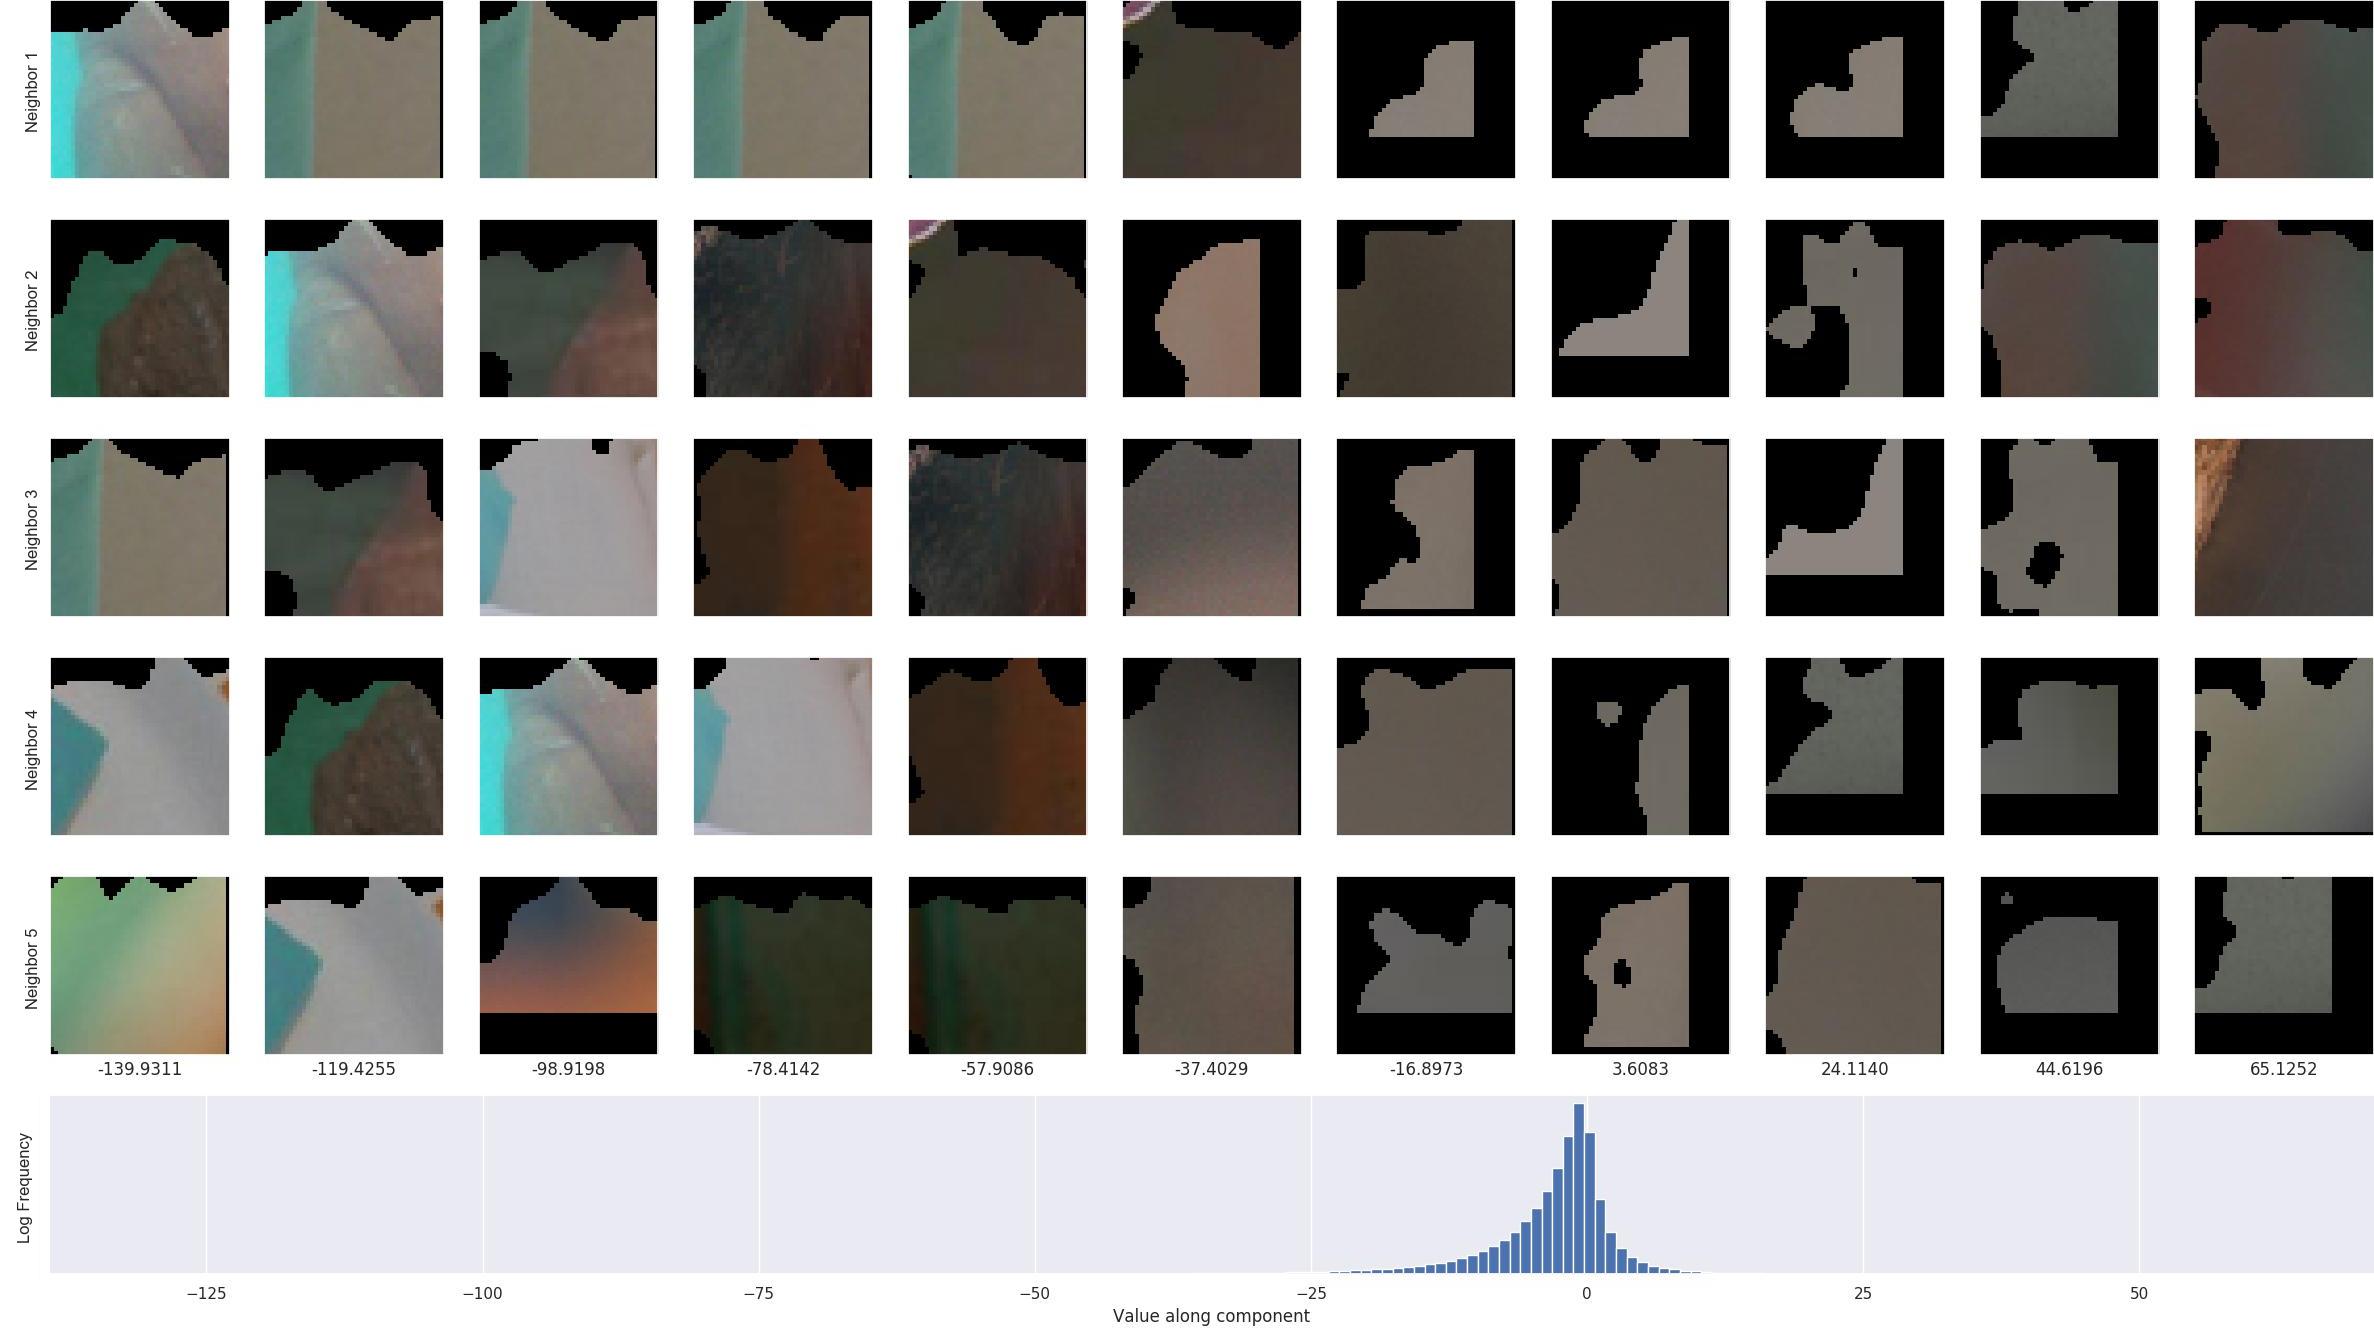 Neighbor 1
Neighbor 2
Neighbor 3
Neighbor 4
Neighbor 5
-139.9311 -119.4255 -98.9198 -78.4142 -57.9086 -37.4029 -16.8973 3.6083 24.1140 44.6196 65.1252
Log Frequency
−125 −100 −75 −50 −25 0 25 50
Value along component